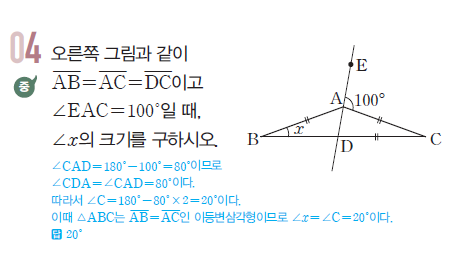 04 오른쪽 그림과 같이
중 AB=AC=DC이고
∠EAC=100°일 때,
∠x의 크기를 구하시오.
E
A 100°
B x D C
∠CAD=180°-100°=80°이므로
∠CDA=∠CAD=80°이다.
따라서 ∠C=180°-80°×2=20°이다.
이때 △ABC는 AB=AC인 이등변삼각형이므로 ∠x=∠C=20°이다.
답 20°